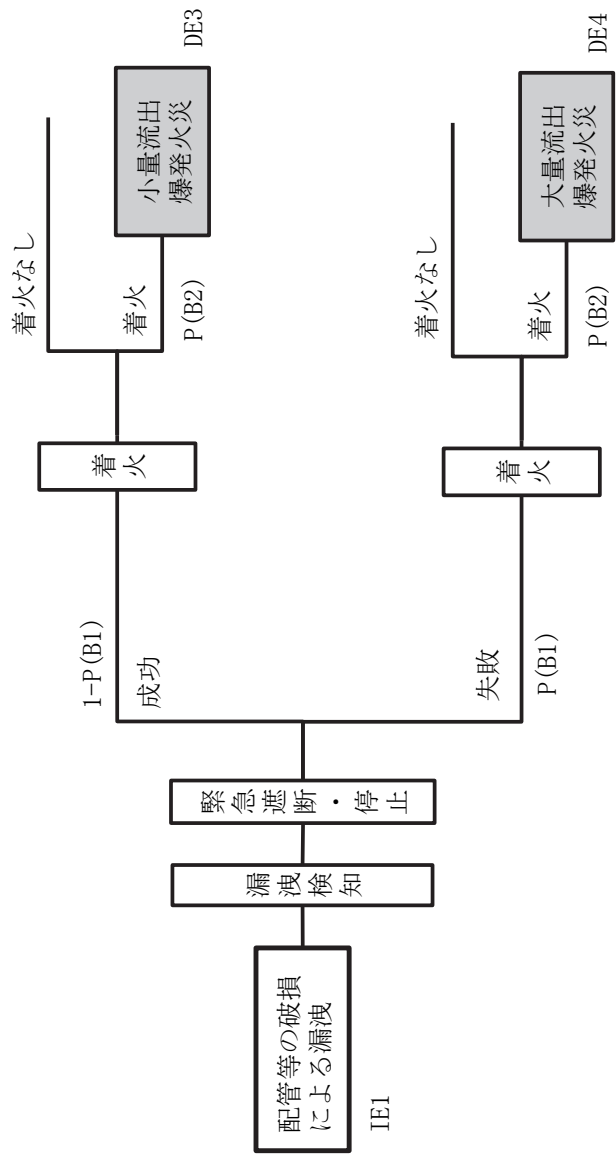 配管等の破損
による漏洩
IE1
漏洩検知
緊急遮断・停止
1-P(B1)
成功
着火
着火なし
着火
P(B2)
小量流出
爆発火災
DE3
失敗
P(B1)
着火
着火なし
着火
P(B2)
大量流出
爆発火災
DE4